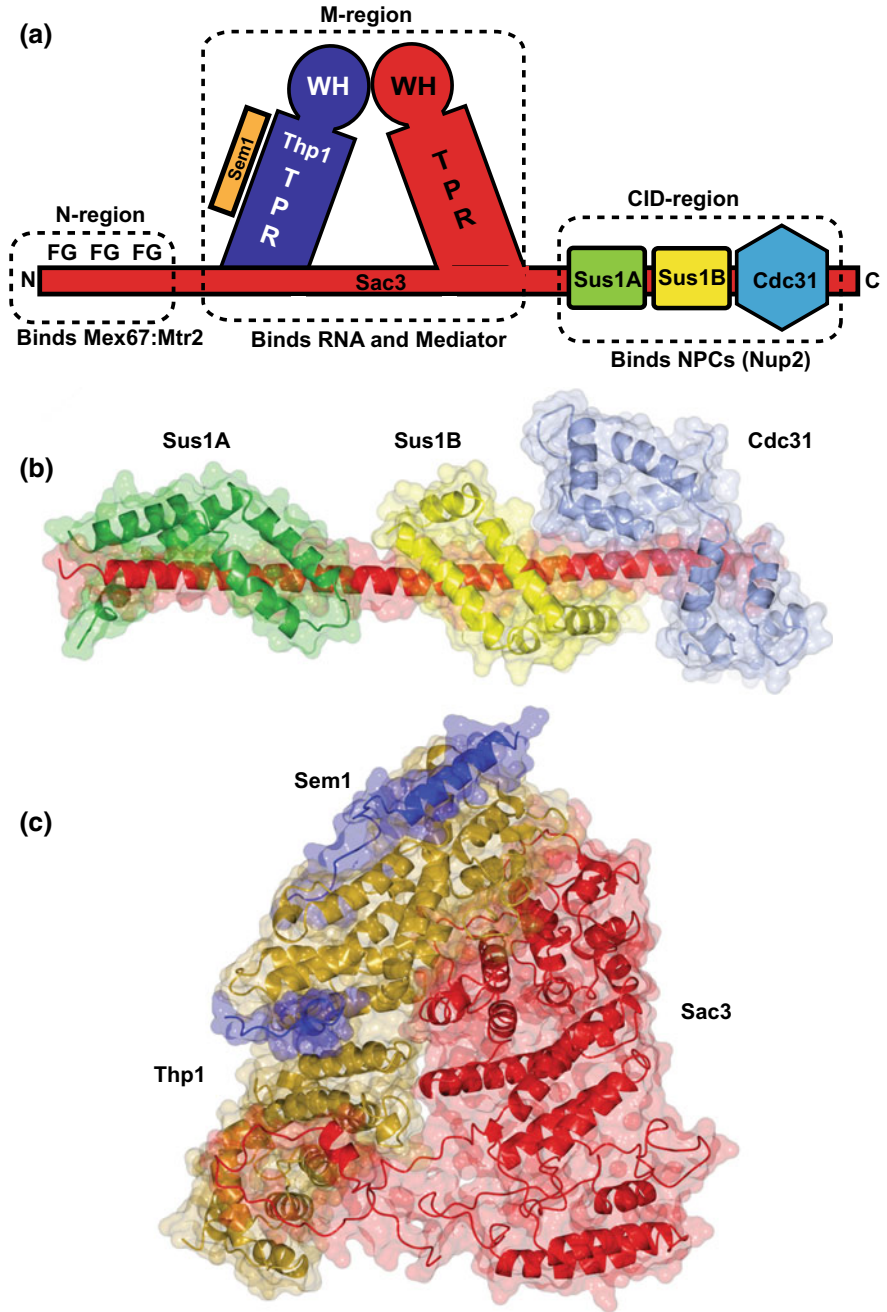 (a)
M-region
WH WH
Sem1
Thp1
T
P
R
T
P
R
N-region
CID-region
FG FG FG
N
Sac3
Sus1A Sus1B Cdc31
C
Binds Mex67:Mtr2
Binds RNA and Mediator
Binds NPCs (Nup2)
(b)
Sus1A Sus1B Cdc31
(c)
Sem1
Sac3
Thp1